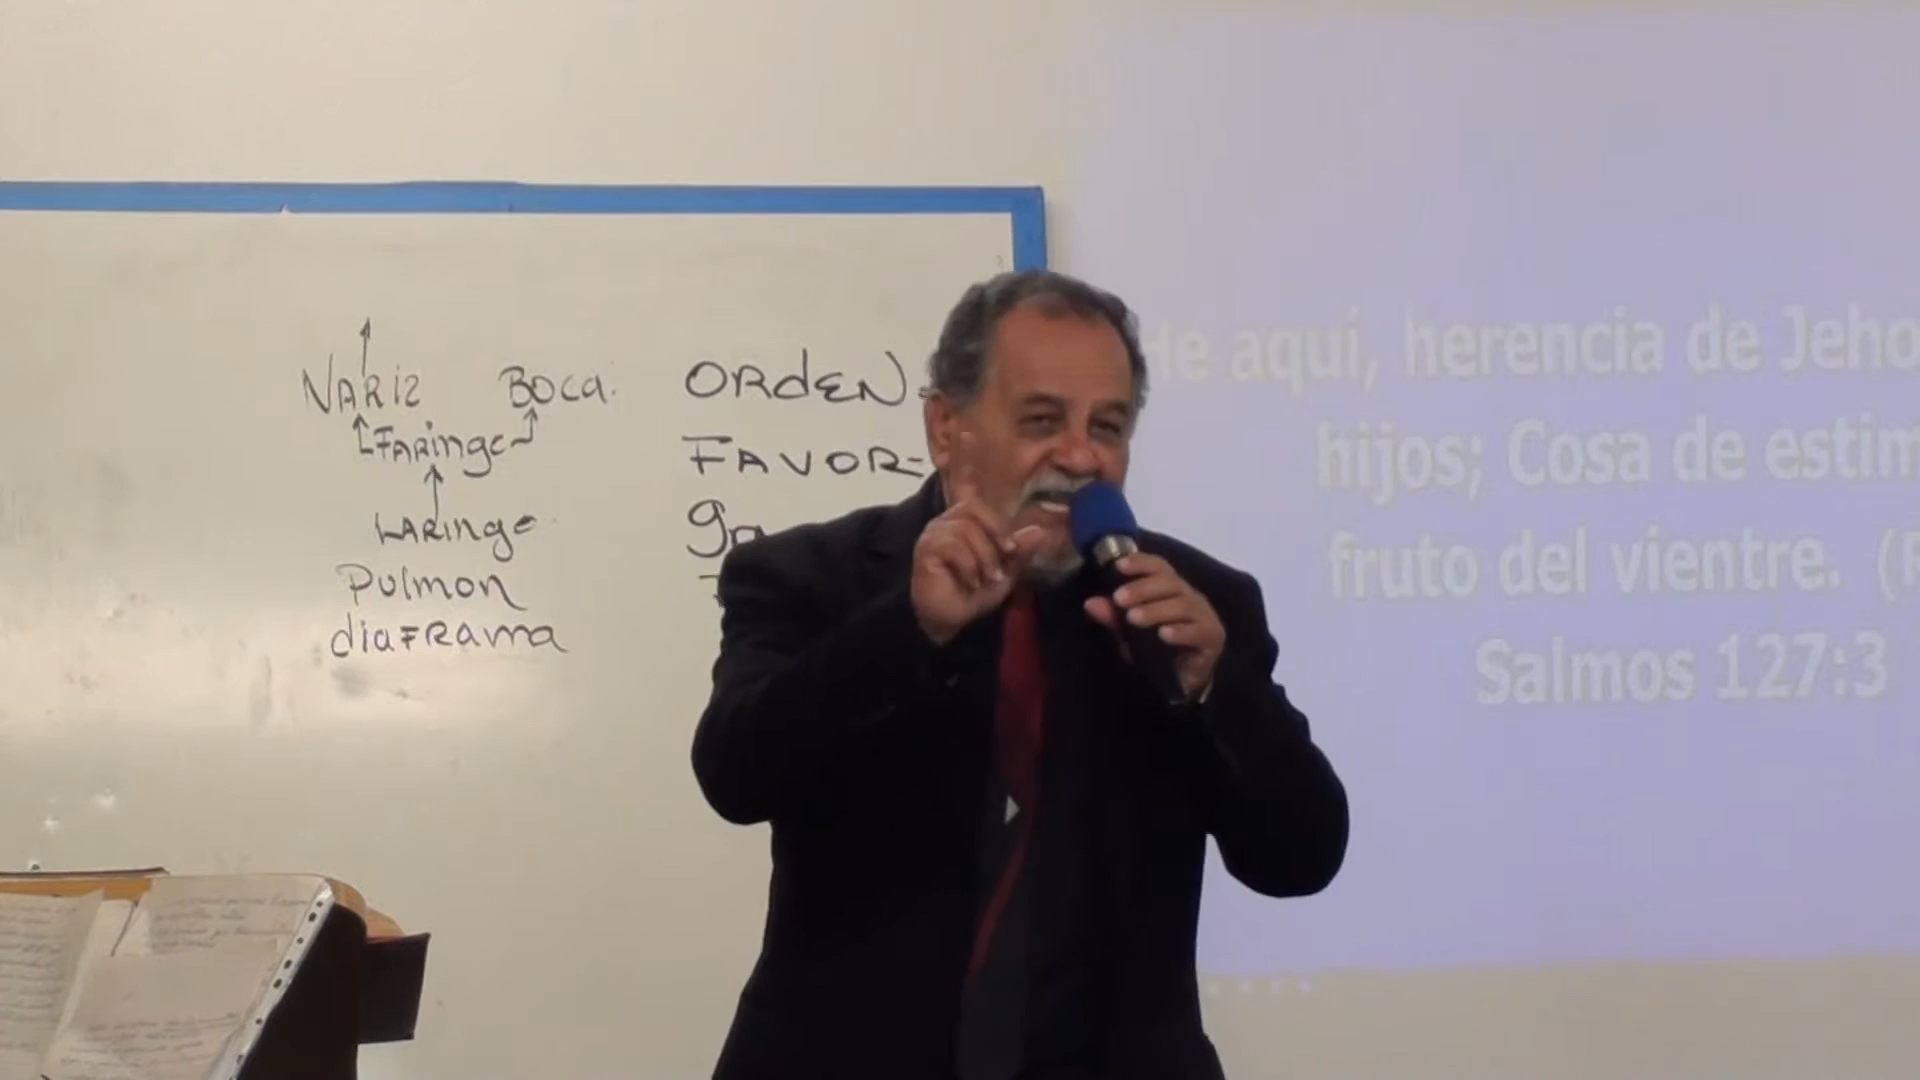 NARIZ BOCA.
FARinge
LARinge
Pulmon
diaFRama
ORdEN
FAVOR-
He aquí, herencia de Jeho
hijos; Cosa de estim
fruto del vientre. (R
Salmos 127:3